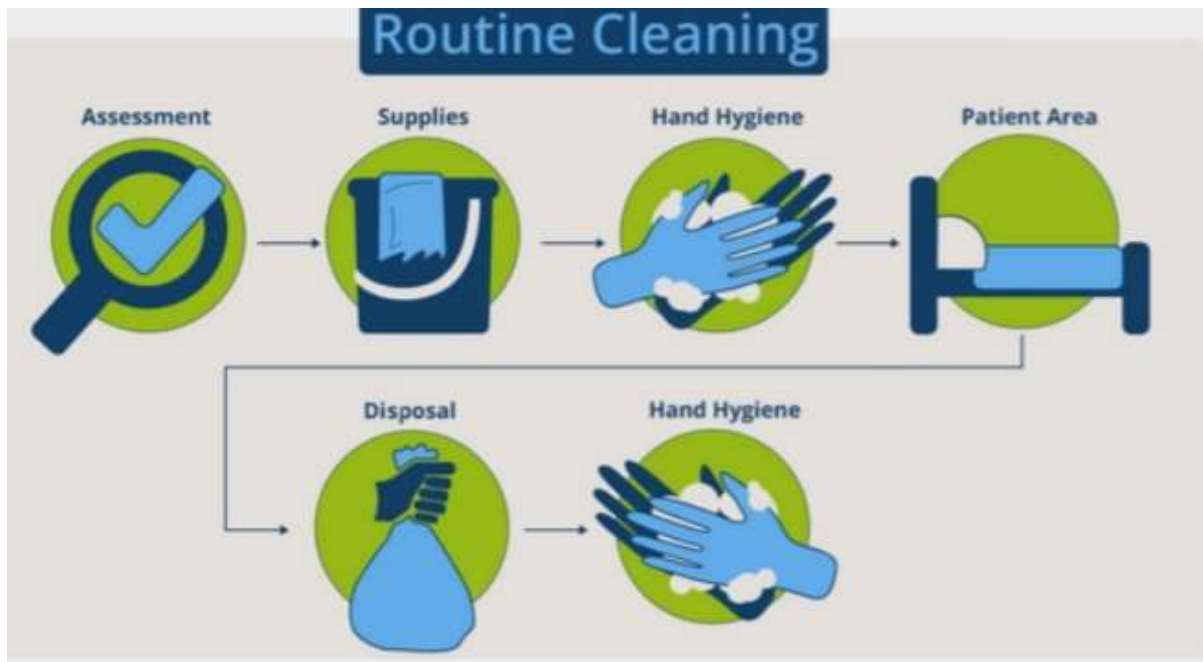 Routine Cleaning
Assessment
Supplies
Hand Hygiene
Patient Area
Disposal
Hand Hygiene